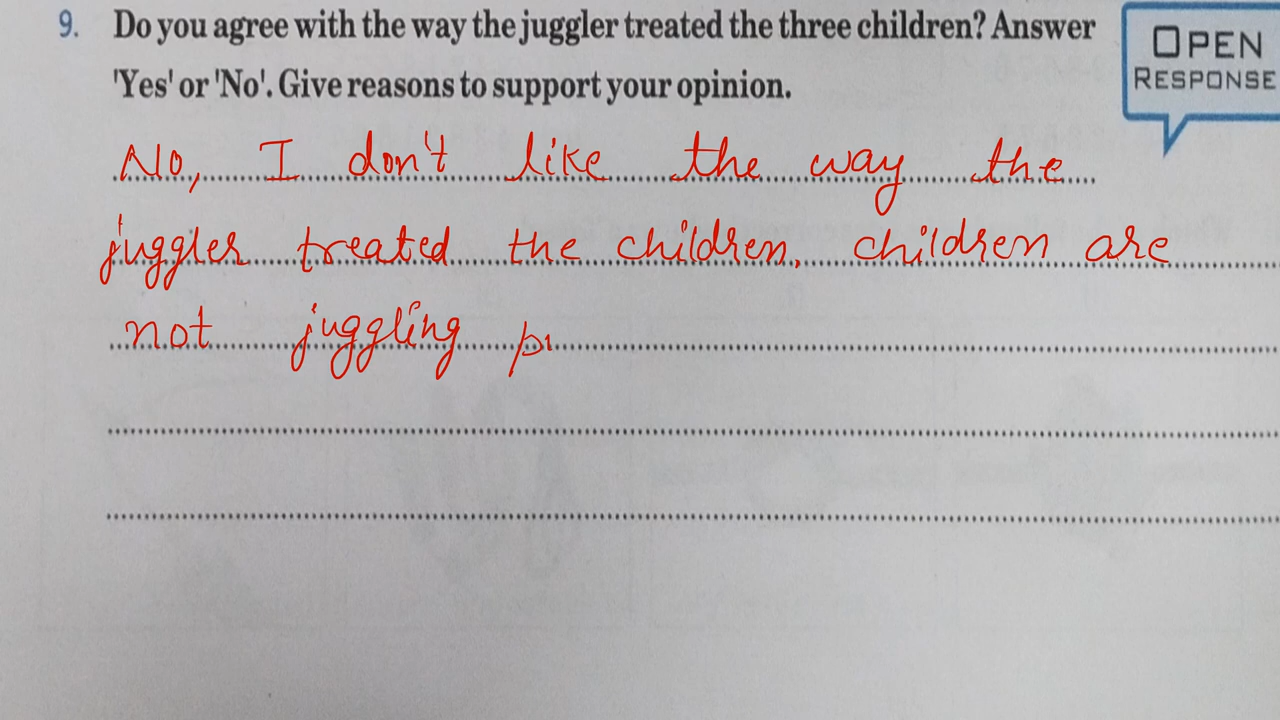 9. Do you agree with the way the juggler treated the three children? Answer
'Yes' or 'No'. Give reasons to support your opinion.
OPEN
RESPONSE
No, I don't like the way the
juggler treated the children. children are
not juggling